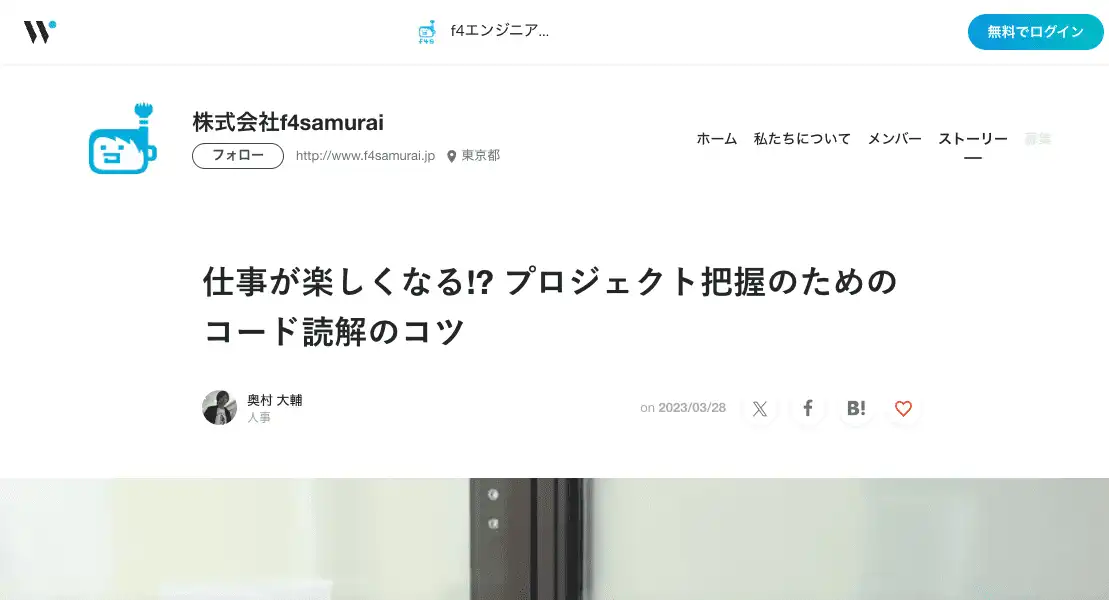 f4エンジニア...
無料でログイン
株式会社f4samurai
フォロー http://www.f4samurai.jp 東京都
ホーム 私たちについて メンバー ストーリー 募集
仕事が楽しくなる!? プロジェクト把握のための
コード読解のコツ
奥村 大輔
人事
on 2023/03/28
B!